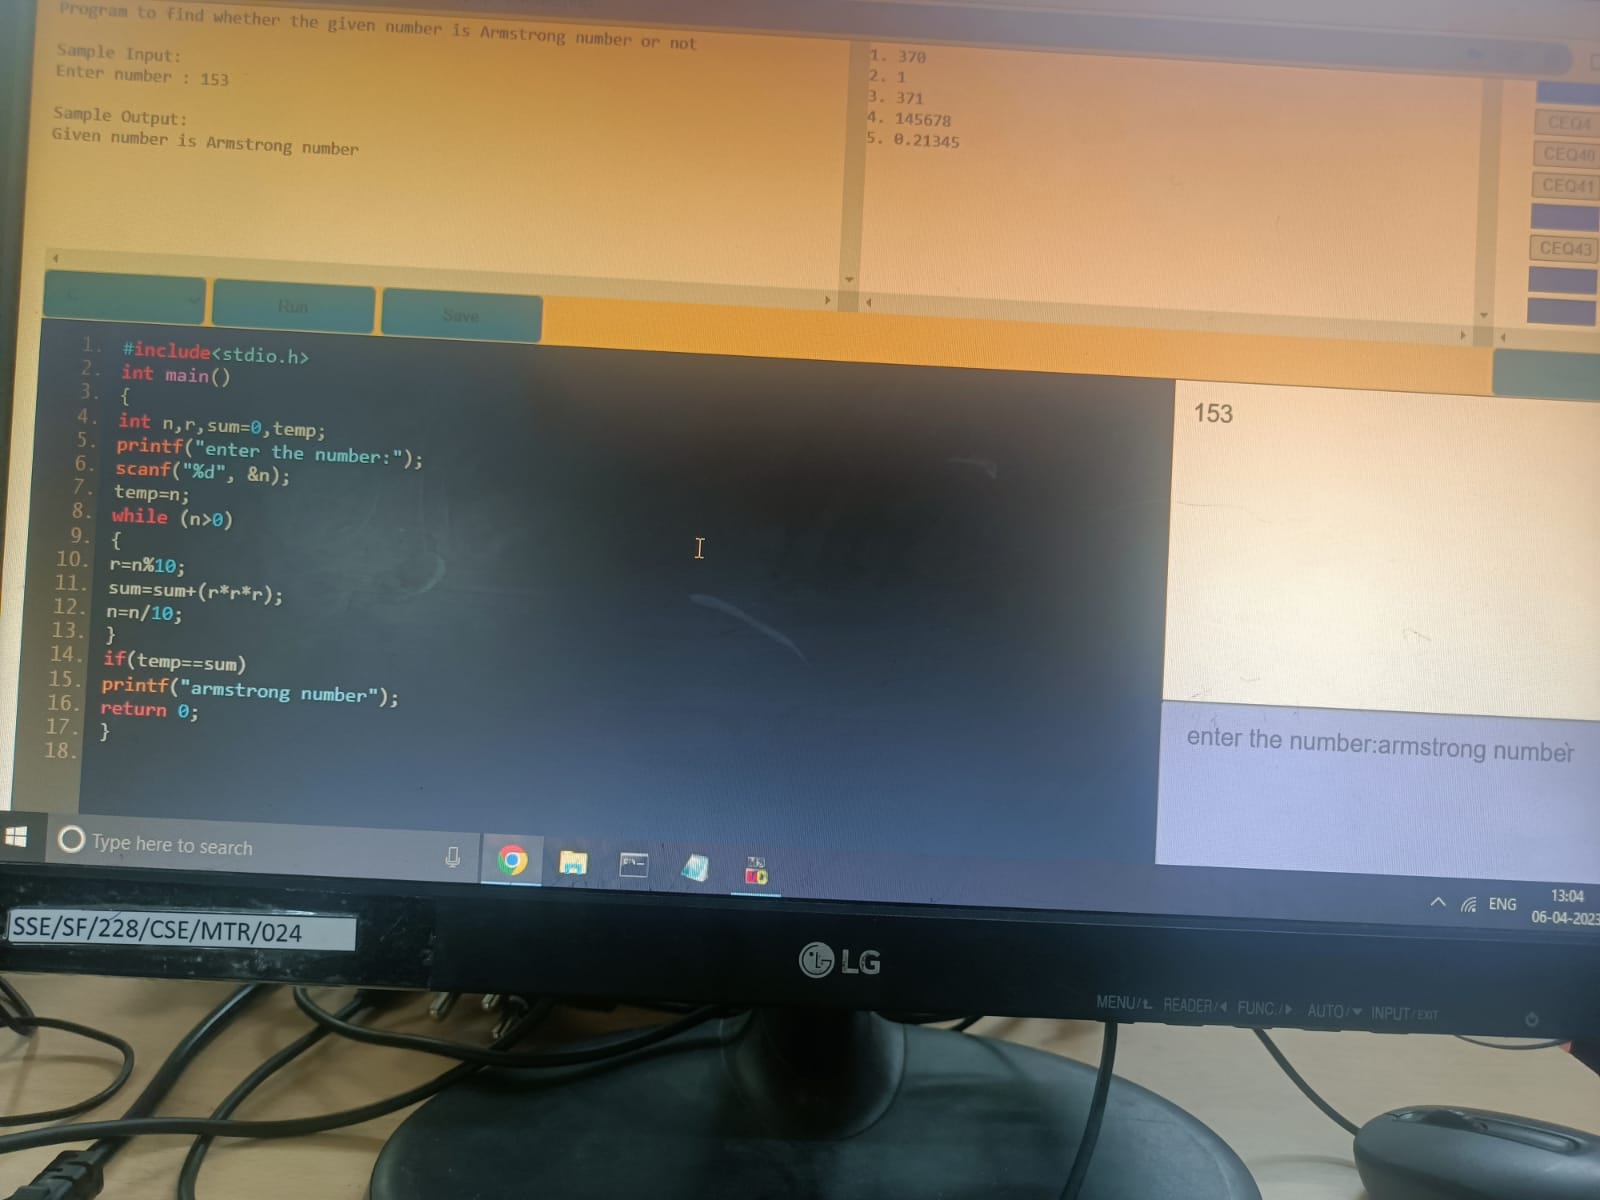 Program to find whether the given number is Armstrong number or not
Sample Input:
Enter number : 153
Sample Output:
Given number is Armstrong number
1. 370
2. 1
3. 371
4. 145678
5. 0.21345
CEQ4
CEQ40
CEQ41
CEQ43
C
Run
Save
1. #include<stdio.h>
2. int main()
3. {
4. int n,r,sum=0,temp;
5. printf("enter the number:");
6. scanf("%d", &n);
7. temp=n;
8. while (n>0)
9. {
10. r=n%10;
11. sum=sum+(r*r*r);
12. n=n/10;
13. }
14. if(temp==sum)
15. printf("armstrong number");
16. return 0;
17. }
18.
153
enter the number:armstrong number
Type here to search
ENG
13:04
06-04-2023
SSE/SF/228/CSE/MTR/024
LG
MENU/ READER/ FUNC./ AUTO/ INPUT/EXIT